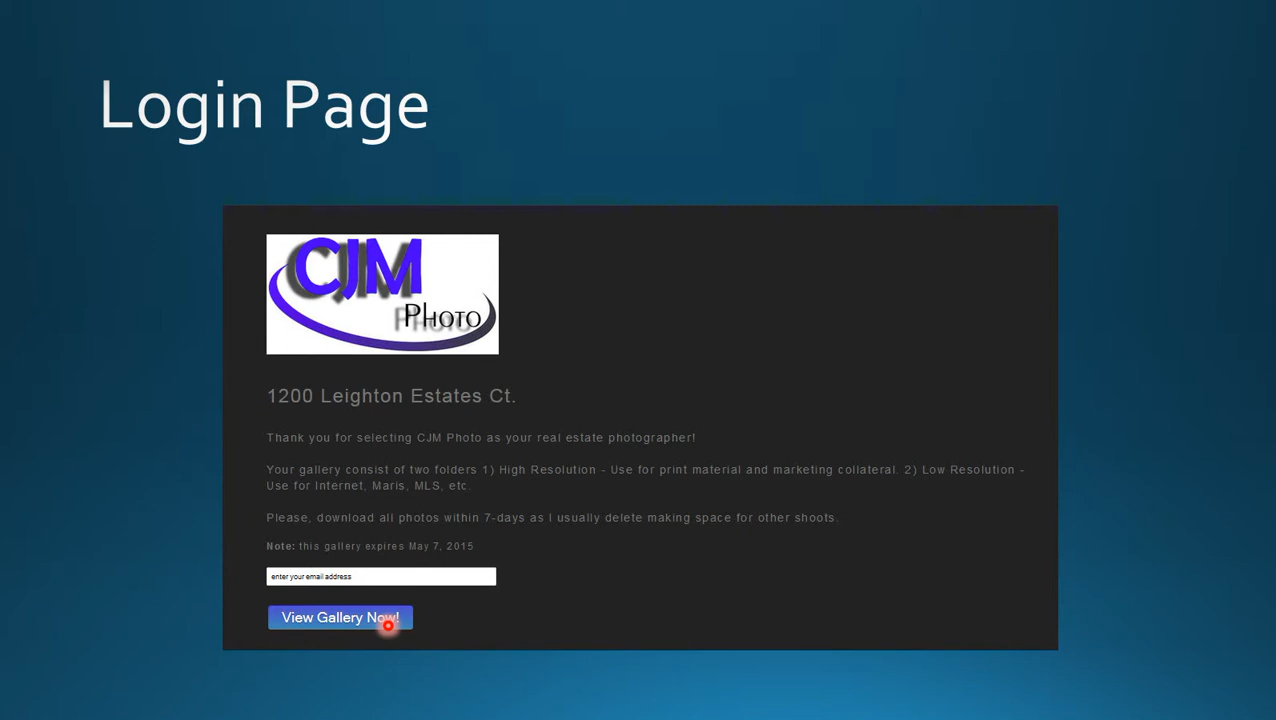 Login Page
CJM
PHOTO
1200 Leighton Estates Ct.
Thank you for selecting CJM Photo as your real estate photographer!
Your gallery consist of two folders 1) High Resolution - Use for print material and marketing collateral. 2) Low Resolution -
Use for Internet, Maris, MLS, etc.
Please, download all photos within 7-days as I usually delete making space for other shoots.
Note: this gallery expires May 7, 2015
enter your email address
View Gallery Now!